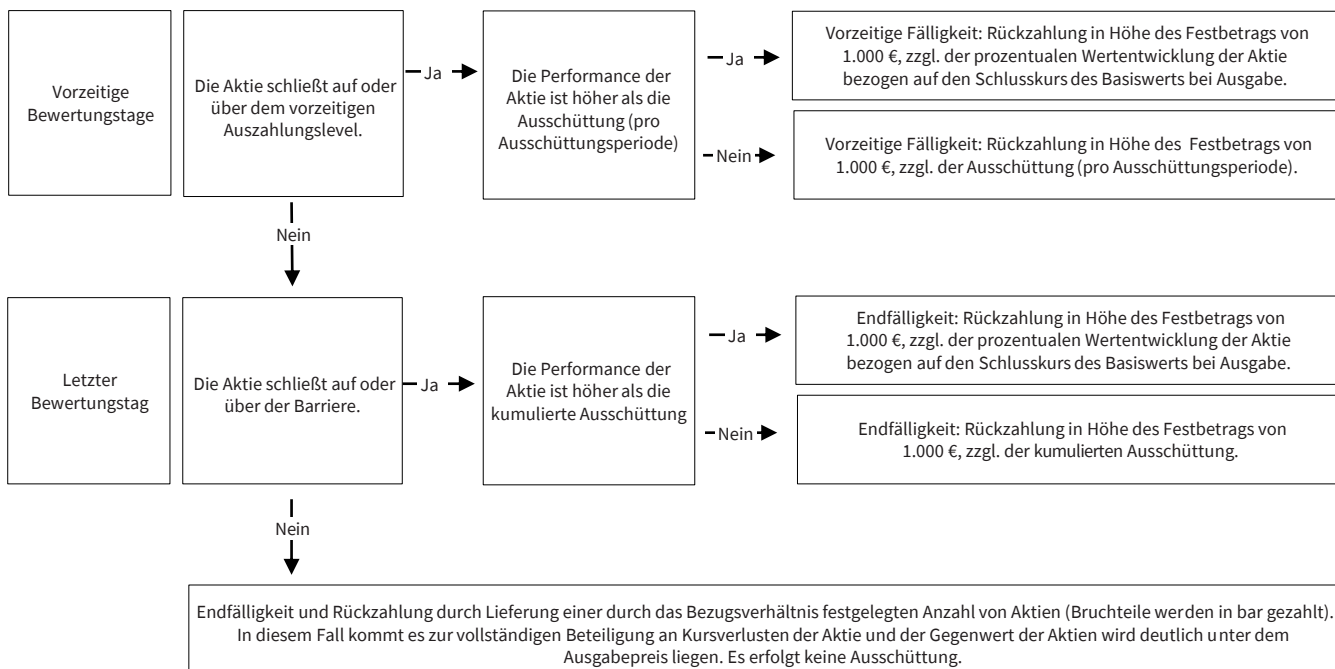 Vorzeitige
Bewertungstage
Die Aktie schließt auf oder
über dem vorzeitigen
Auszahlungslevel.
Ja
Die Performance der
Aktie ist höher als die
Ausschüttung (pro
Ausschüttungsperiode)
Ja
Vorzeitige Fälligkeit: Rückzahlung in Höhe des Festbetrags von
1.000 €, zzgl. der prozentualen Wertentwicklung der Aktie
bezogen auf den Schlusskurs des Basiswerts bei Ausgabe.
Nein
Vorzeitige Fälligkeit: Rückzahlung in Höhe des Festbetrags von
1.000 €, zzgl. der Ausschüttung (pro Ausschüttungsperiode).
Nein
Letzter
Bewertungstag
Die Aktie schließt auf oder
über der Barriere.
Ja
Die Performance der
Aktie ist höher als die
kumulierte Ausschüttung
Ja
Endfälligkeit: Rückzahlung in Höhe des Festbetrags von
1.000 €, zzgl. der prozentualen Wertentwicklung der Aktie
bezogen auf den Schlusskurs des Basiswerts bei Ausgabe.
Nein
Endfälligkeit: Rückzahlung in Höhe des Festbetrags von
1.000 €, zzgl. der kumulierten Ausschüttung.
Nein
Endfälligkeit und Rückzahlung durch Lieferung einer durch das Bezugsverhältnis festgelegten Anzahl von Aktien (Bruchteile werden in bar gezahlt).
In diesem Fall kommt es zur vollständigen Beteiligung an Kursverlusten der Aktie und der Gegenwert der Aktien wird deutlich unter dem
Ausgabepreis liegen. Es erfolgt keine Ausschüttung.